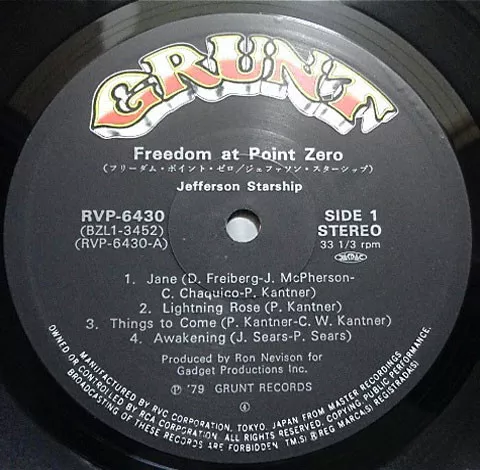 GRUNT
Freedom at Point Zero
(フリーダム・ポイント・ゼロ/ジェファソン・スターシップ)
Jefferson Starship
RVP-6430
(BZL1-3452)
(RVP-6430-A)
SIDE 1
STEREO
33 1/3 rpm
1. Jane (D. Freiberg-J. McPherson-
C. Chaquico-P. Kantner)
2. Lightning Rose (P. Kantner)
3. Things to Come (P. Kantner-C. W. Kantner)
4. Awakening (J. Sears-P. Sears)
Produced by Ron Nevison for
Gadget Productions Inc.
Ⓟ '79 GRUNT RECORDS
MANUFACTURED BY RVC CORPORATION, TOKYO, JAPAN FROM MASTER RECORDINGS
OWNED OR CONTROLLED BY RCA CORPORATION. ALL RIGHTS RESERVED. COPYING, PUBLIC PERFORMANCE,
BROADCASTING OF THESE RECORDS ARE FORBIDDEN. TM(S) ® REG MARCA(S) REGISTRADA(S)